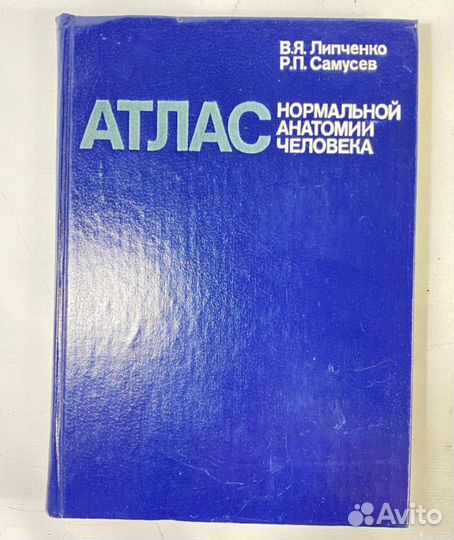 В.Я. Липченко
Р.П. Самусев
АТЛАС
НОРМАЛЬНОЙ
АНАТОМИИ
ЧЕЛОВЕКА
Avito